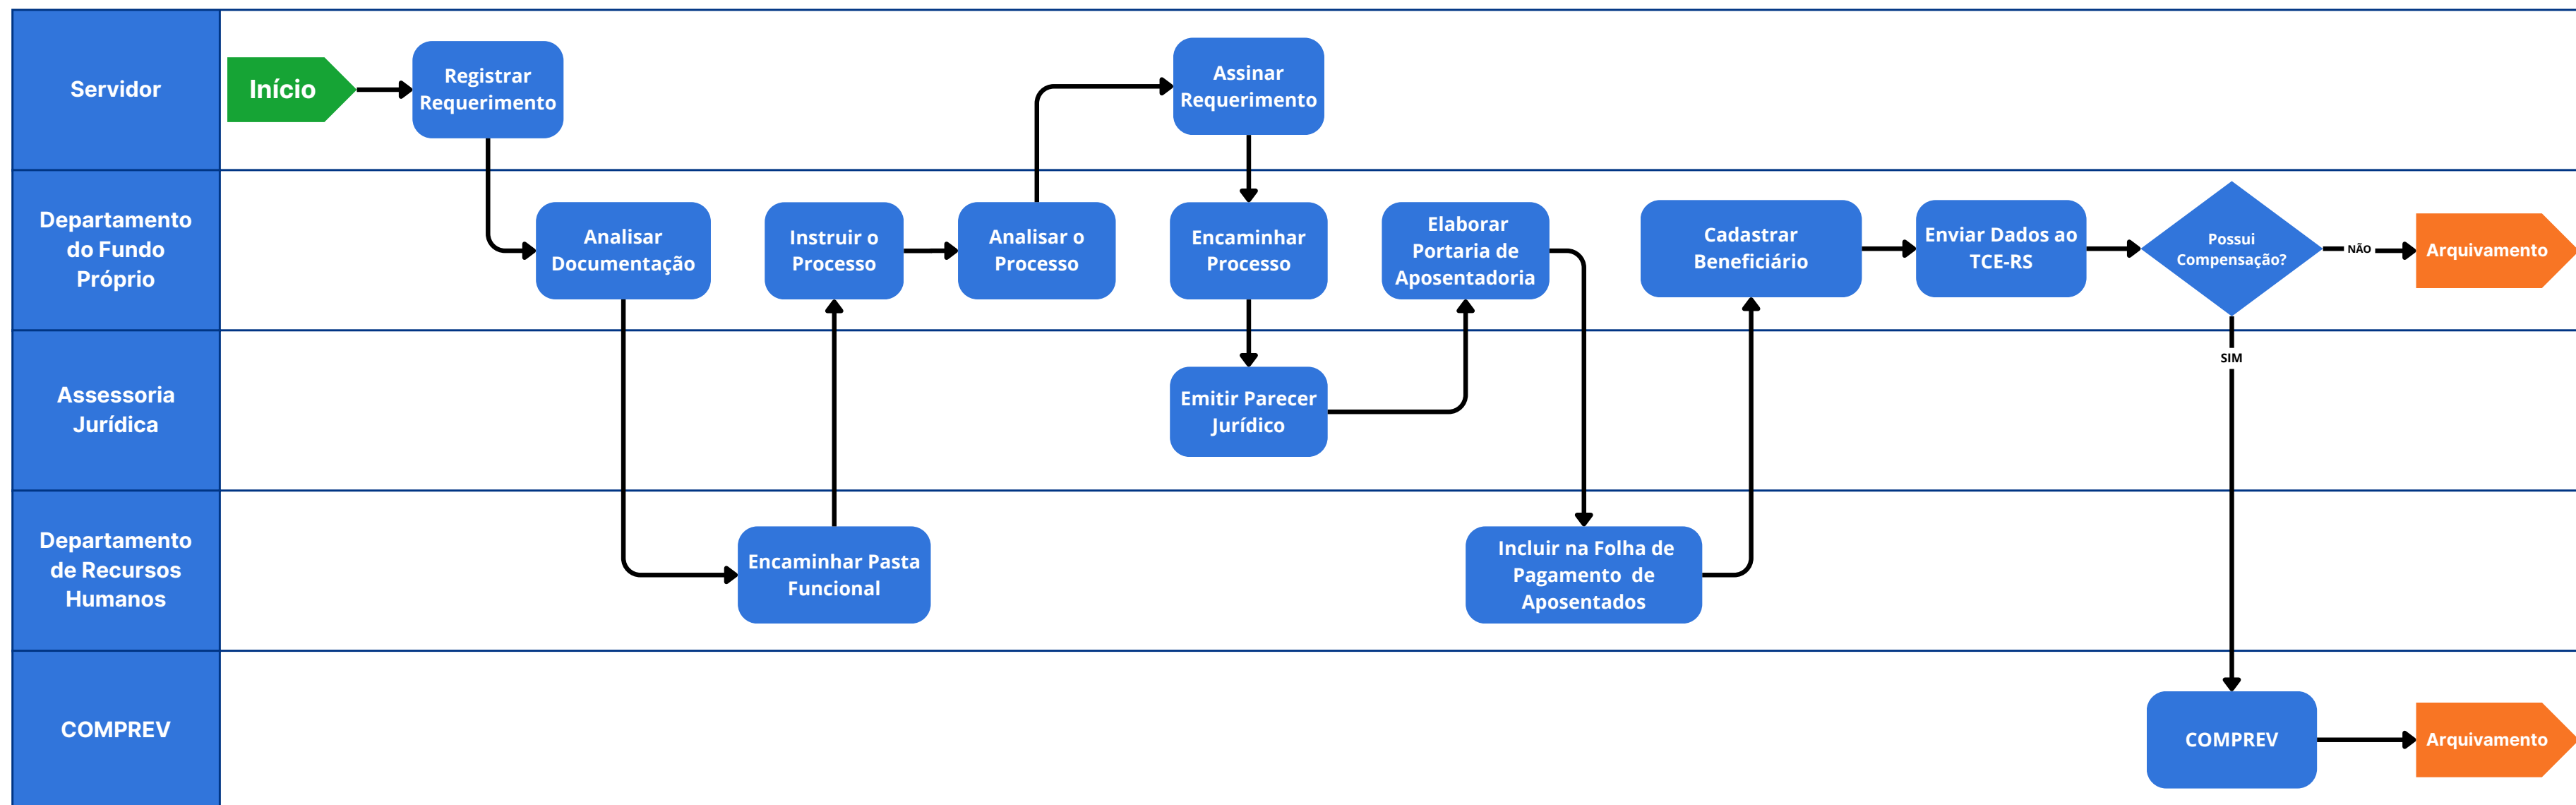 Servidor
Início
Registrar
Requerimento
Assinar
Requerimento
Departamento
do Fundo
Próprio
Analisar
Documentação
Instruir o
Processo
Analisar o
Processo
Encaminhar
Processo
Elaborar
Portaria de
Aposentadoria
Cadastrar
Beneficiário
Enviar Dados ao
TCE-RS
Possui
Compensação?
NÃO
Arquivamento
SIM
Assessoria
Jurídica
Emitir Parecer
Jurídico
Departamento
de Recursos
Humanos
Encaminhar Pasta
Funcional
Incluir na Folha de
Pagamento de
Aposentados
COMPREV
COMPREV
Arquivamento